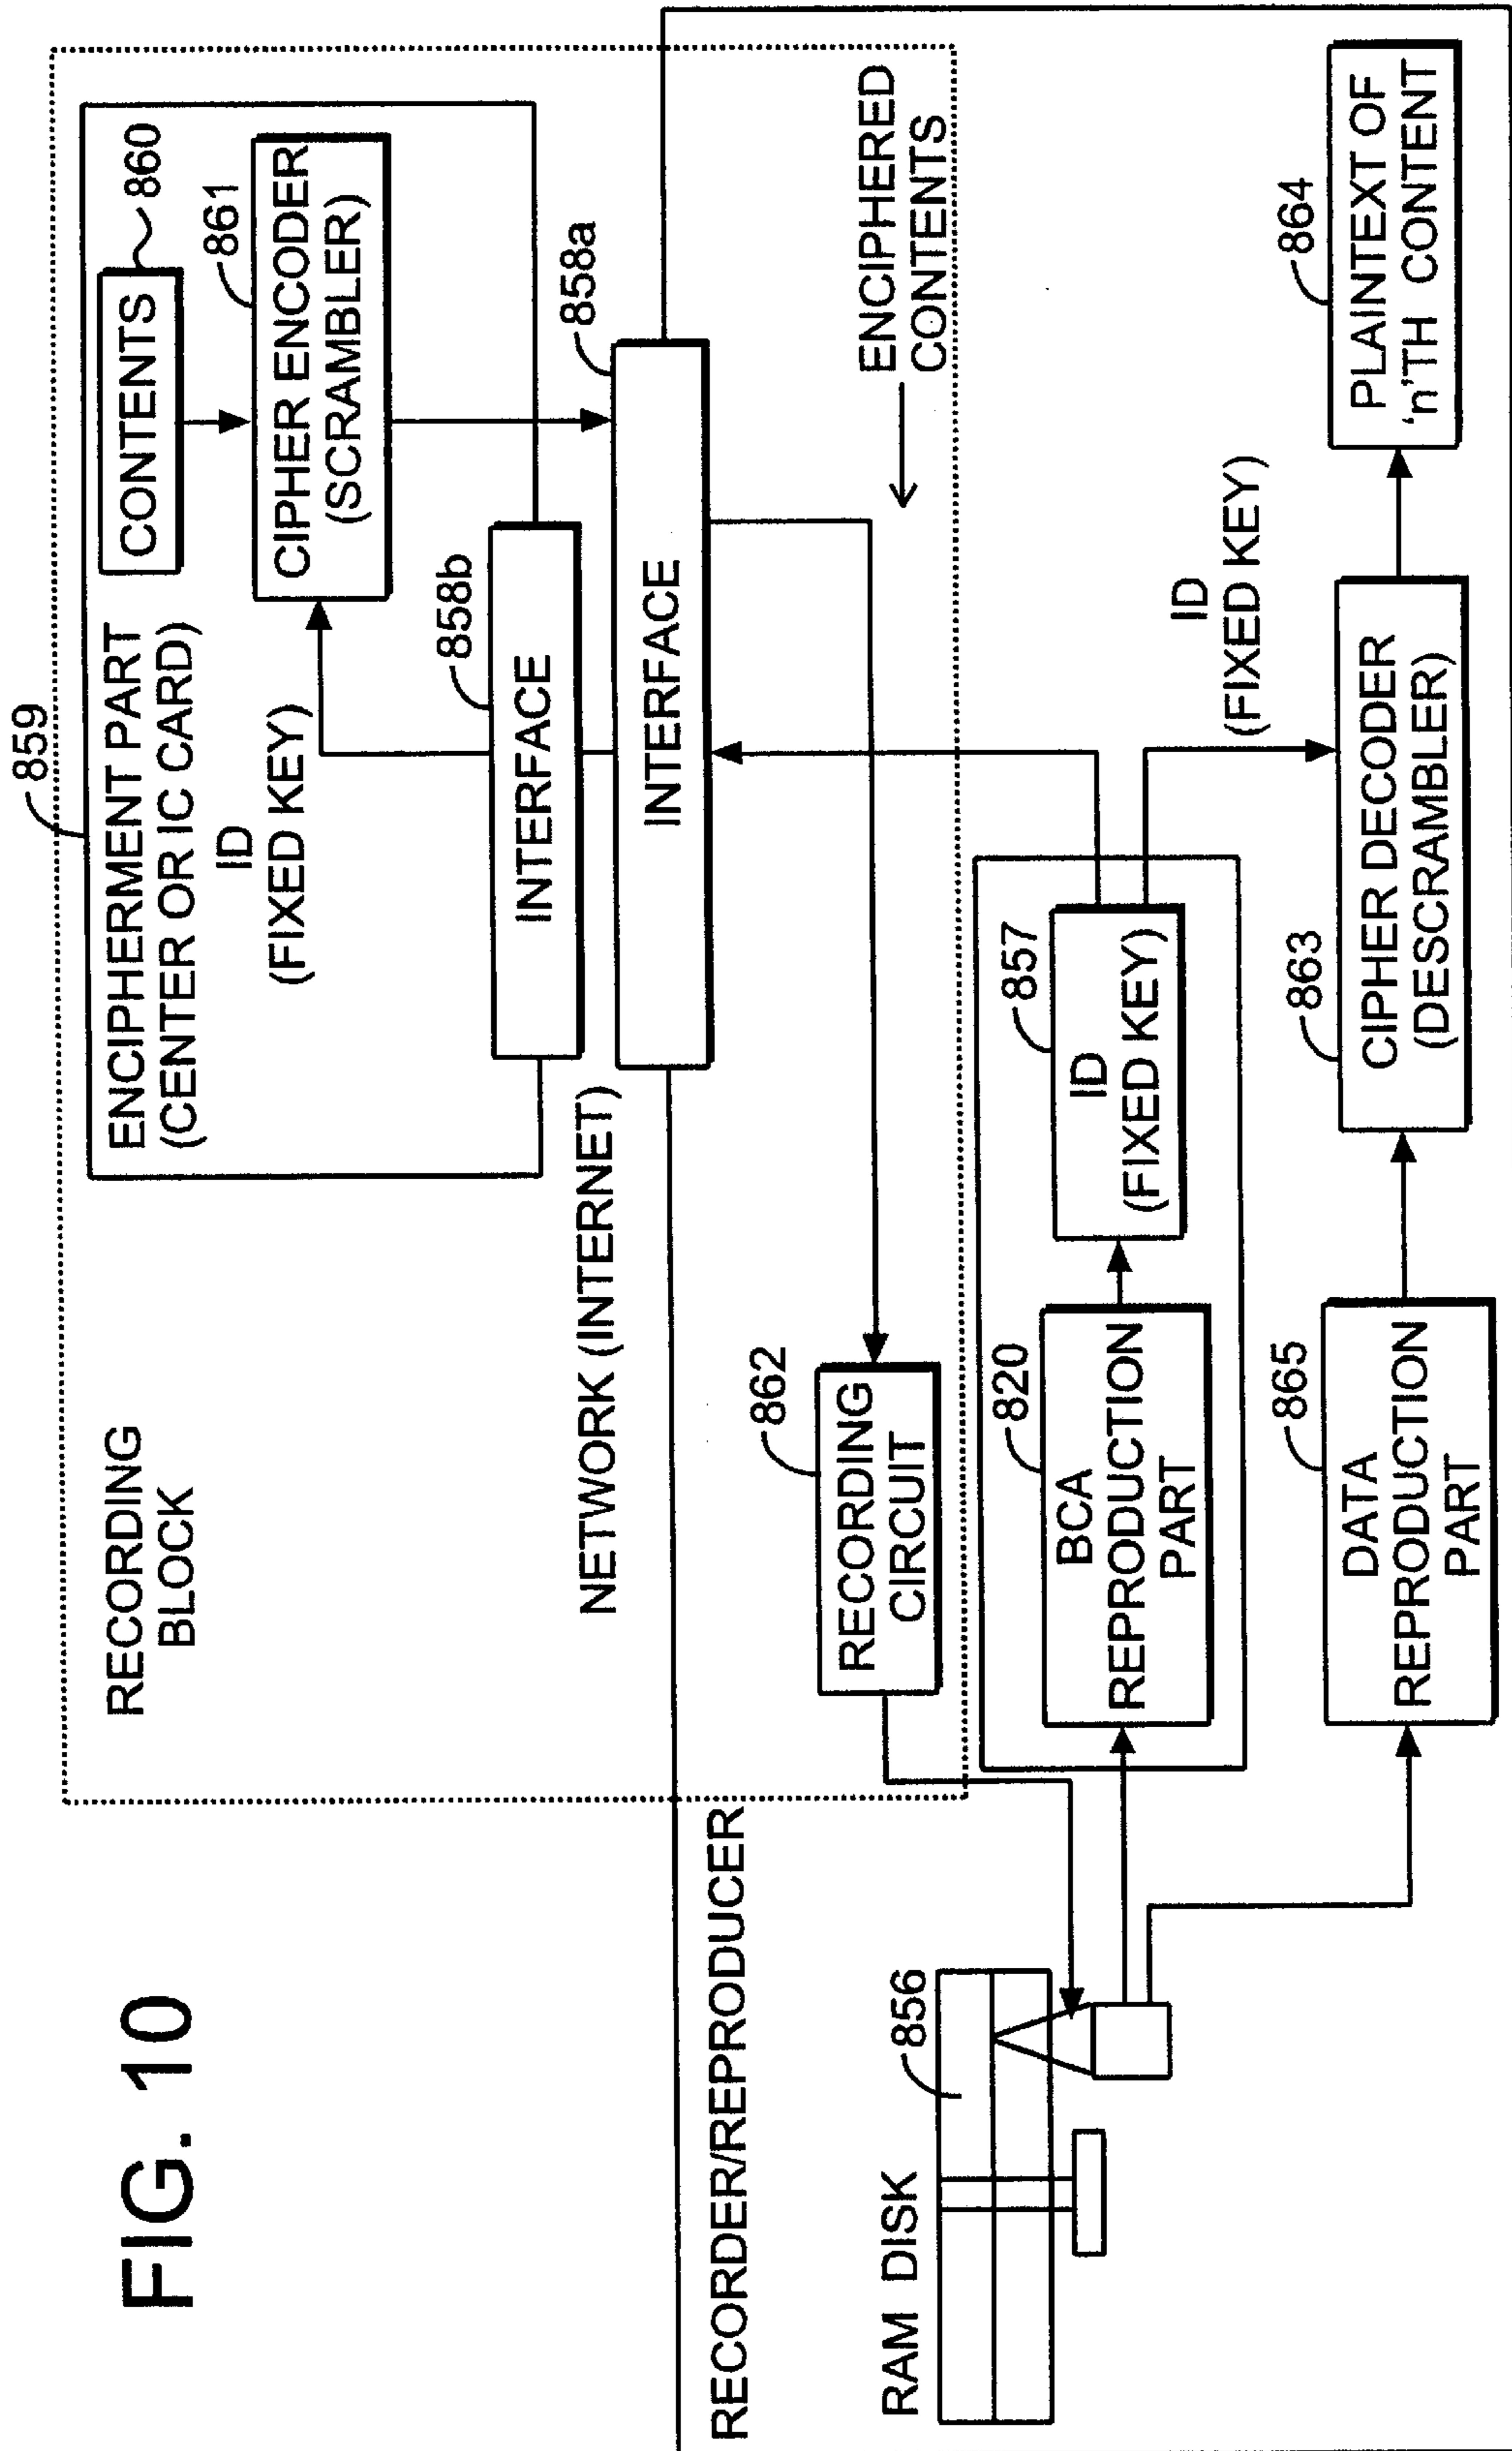 FIG. 10
RECORDING
BLOCK
859
ENCIPHERMENT PART
(CENTER OR IC CARD)
CONTENTS
860
ID
(FIXED KEY)
861
CIPHER ENCODER
(SCRAMBLER)
858b
INTERFACE
NETWORK (INTERNET)
858a
INTERFACE
RECORDER/REPRODUCER
862
RECORDING
CIRCUIT
ENCIPHERED
CONTENTS
RAM DISK
856
820
BCA
REPRODUCTION
PART
857
ID
(FIXED KEY)
ID
(FIXED KEY)
865
DATA
REPRODUCTION
PART
863
CIPHER DECODER
(DESCRAMBLER)
864
PLAINTEXT OF
'n'TH CONTENT